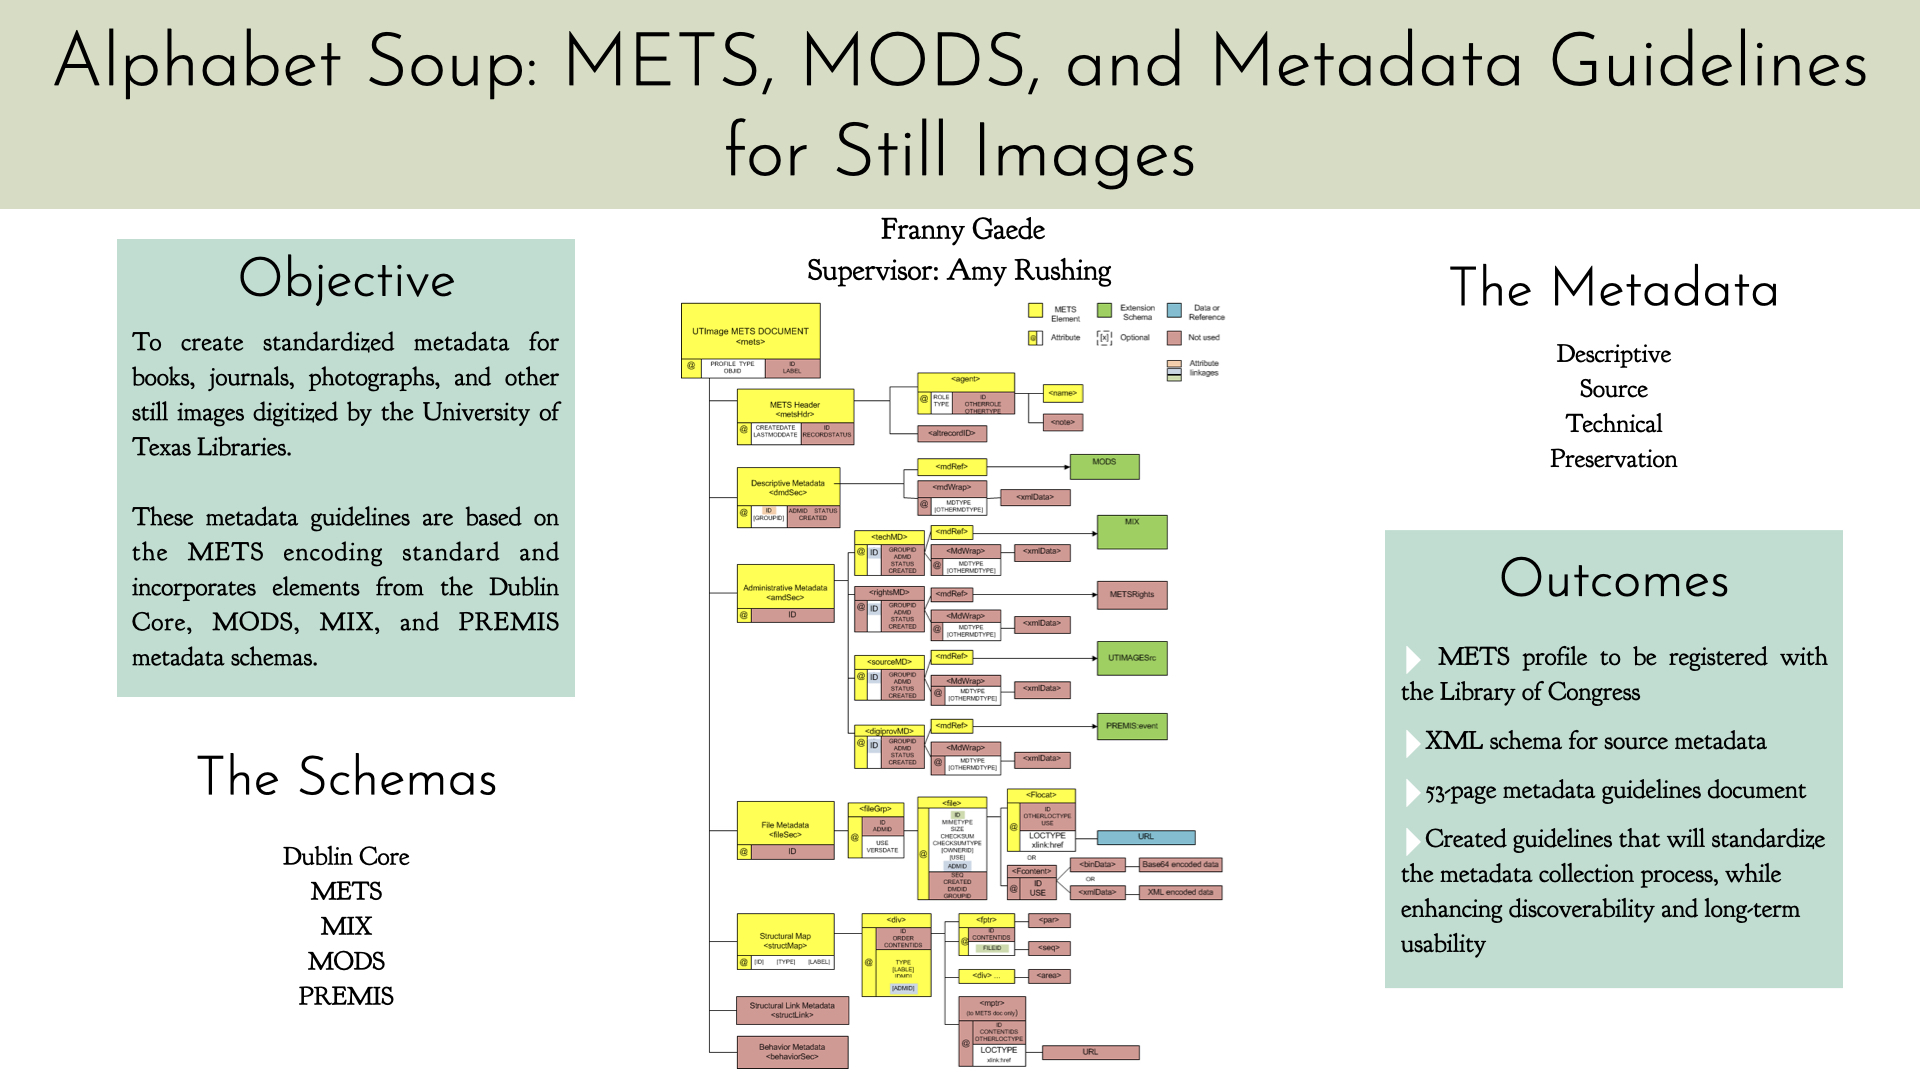 Alphabet Soup: METS, MODS, and Metadata Guidelines
for Still Images
Franny Gaede
Supervisor: Amy Rushing
Objective
To create standardized metadata for
books, journals, photographs, and other
still images digitized by the University of
Texas Libraries.
These metadata guidelines are based on
the METS encoding standard and
incorporates elements from the Dublin
Core, MODS, MIX, and PREMIS
metadata schemas.
The Schemas
Dublin Core
METS
MIX
MODS
PREMIS
UTImage METS DOCUMENT
<mets>
@
PROFILE TYPE
OBJID
ID
LABEL
METS
Element
Extension
Schema
Data or
Reference
@
Attribute
[x]
Optional
Not used
Attribute
linkages
METS Header
<metsHdr>
@
CREATEDATE
LASTMODDATE
ID
RECORDSTATUS
<agent>
@
ROLE
TYPE
ID
OTHERROLE
OTHERTYPE
<name>
<note>
<altrecordID>
Descriptive Metadata
<dmdSec>
@
ID
[GROUPID]
ADMID STATUS
CREATED
<mdRef>
MODS
<mdWrap>
@
MDTYPE
[OTHERMDTYPE]
<xmlData>
Administrative Metadata
<amdSec>
@
ID
<techMD>
@
ID
GROUPID
ADMD
STATUS
CREATED
<mdRef>
MIX
<MdWrap>
@
MDTYPE
[OTHERMDTYPE]
<xmlData>
<rightsMD>
@
ID
GROUPID
ADMD
STATUS
CREATED
<mdRef>
METSRights
<MdWrap>
@
MDTYPE
[OTHERMDTYPE]
<xmlData>
<sourceMD>
@
ID
GROUPID
ADMD
STATUS
CREATED
<mdRef>
UTIMAGESrc
<MdWrap>
@
MDTYPE
[OTHERMDTYPE]
<xmlData>
<digiprovMD>
@
ID
GROUPID
ADMD
STATUS
CREATED
<mdRef>
PREMIS:event
<MdWrap>
@
MDTYPE
[OTHERMDTYPE]
<xmlData>
File Metadata
<fileSec>
@
ID
<fileGrp>
@
ID
ADMID
USE
VERSDATE
<file>
@
ID
MIMETYPE
SIZE
CHECKSUM
CHECKSUMTYPE
[OWNERID]
[USE]
ADMID
SEQ
CREATED
DMDID
GROUPID
<Flocat>
@
ID
OTHERLOCTYPE
USE
LOCTYPE
xlink:href
URL
OR
<Fcontent>
@
ID
USE
<binData>
Base64 encoded data
OR
<xmlData>
XML encoded data
Structural Map
<structMap>
@
[ID] [TYPE] [LABEL]
<div>
@
ID
ORDER
CONTENTIDS
TYPE
[LABLE]
[ADMID]
<fptr>
@
ID
CONTENTIDS
FILEID
<par>
<seq>
<div> ...
<area>
<mptr>
(to METS doc only)
@
ID
CONTENTIDS
OTHERLOCTYPE
LOCTYPE
xlink:href
URL
Structural Link Metadata
<structLink>
Behavior Metadata
<behaviorSec>
The Metadata
Descriptive
Source
Technical
Preservation
Outcomes
METS profile to be registered with
the Library of Congress
XML schema for source metadata
53-page metadata guidelines document
Created guidelines that will standardize
the metadata collection process, while
enhancing discoverability and long-term
usability